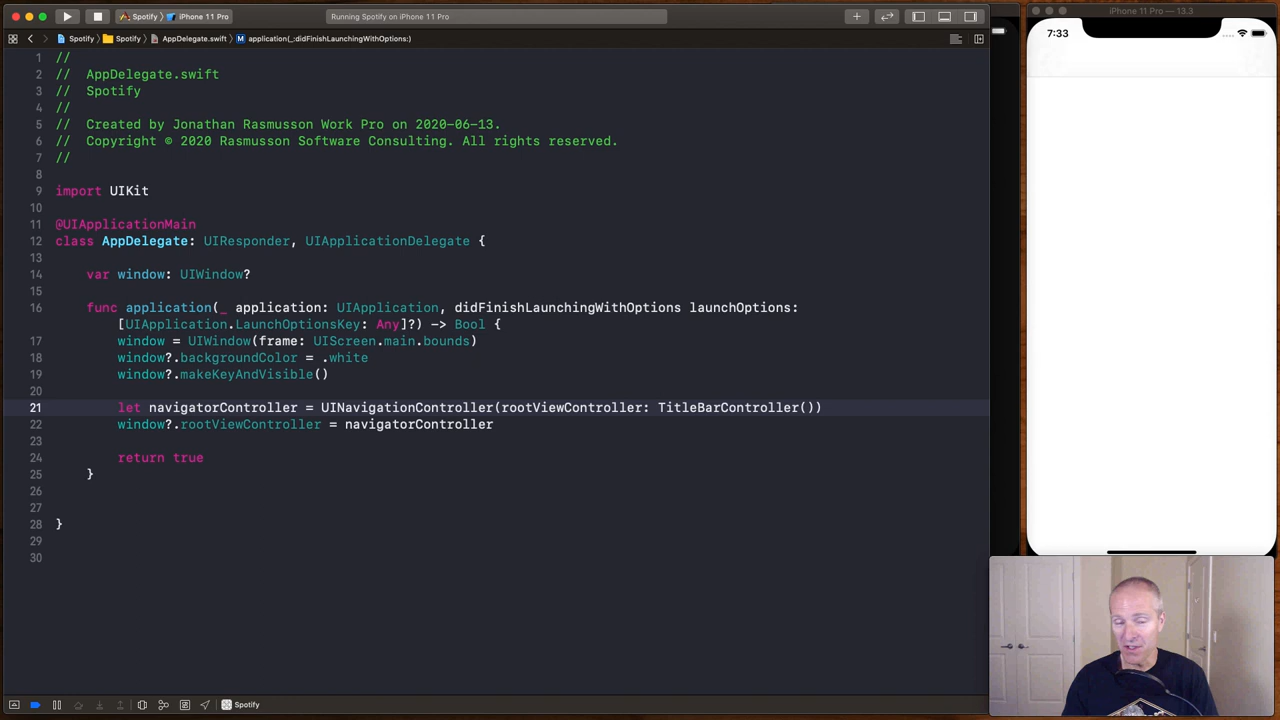 Spotify 〉 iPhone 11 Pro
Running Spotify on iPhone 11 Pro
iPhone 11 Pro — 13.3
Spotify 〉 Spotify 〉 AppDelegate.swift 〉 M application(_:didFinishLaunchingWithOptions:)
7:33
1 //
2 // AppDelegate.swift
3 // Spotify
4 //
5 // Created by Jonathan Rasmusson Work Pro on 2020-06-13.
6 // Copyright © 2020 Rasmusson Software Consulting. All rights reserved.
7 //
8
9 import UIKit
10
11 @UIApplicationMain
12 class AppDelegate: UIResponder, UIApplicationDelegate {
13
14 var window: UIWindow?
15
16 func application(_ application: UIApplication, didFinishLaunchingWithOptions launchOptions:
[UIApplication.LaunchOptionsKey: Any]?) -> Bool {
17 window = UIWindow(frame: UIScreen.main.bounds)
18 window?.backgroundColor = .white
19 window?.makeKeyAndVisible()
20
21 let navigatorController = UINavigationController(rootViewController: TitleBarController())
22 window?.rootViewController = navigatorController
23
24 return true
25 }
26
27
28 }
29
30
Spotify